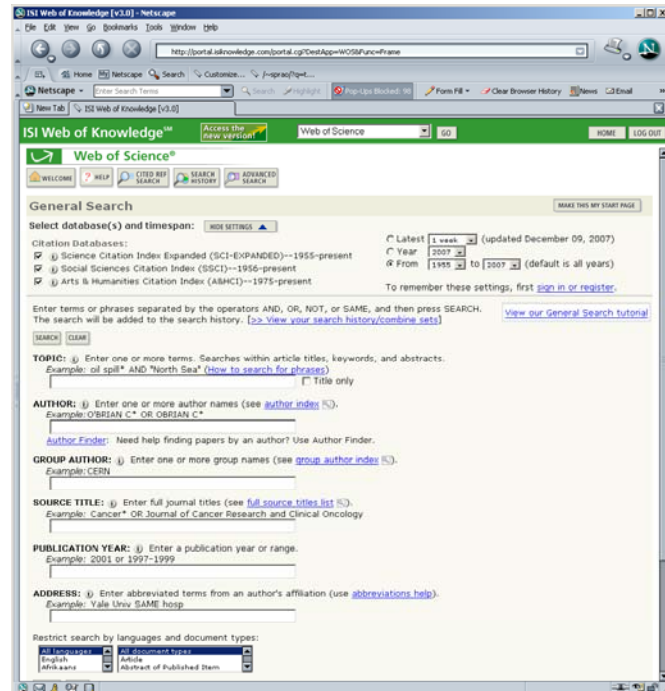 ISI Web of Knowledge [v3.0] - Netscape
File Edit View Go Bookmarks Tools Window Help
http://portal.isiknowledge.com/portal.cgi?DestApp=WOS&Func=Frame
Home My Netscape Search Customize...
Netscape Enter Search Terms Search Highlight Pop-Ups Blocked: 98 Form Fill Clear Browser History News Email
New Tab ISI Web of Knowledge [v3.0]
ISI Web of Knowledge℠ Access the new version! Web of Science GO HOME LOG OUT
Web of Science®
WELCOME ? HELP CITED REF SEARCH SEARCH HISTORY ADVANCED SEARCH
General Search MAKE THIS MY START PAGE
Select database(s) and timespan: HIDE SETTINGS
Citation Databases:
Science Citation Index Expanded (SCI-EXPANDED)--1955-present
Social Sciences Citation Index (SSCI)--1956-present
Arts & Humanities Citation Index (A&HCI)--1975-present
Latest 1 week (updated December 09, 2007)
Year 2007
From 1955 to 2007 (default is all years)
To remember these settings, first sign in or register.
Enter terms or phrases separated by the operators AND, OR, NOT, or SAME, and then press SEARCH.
The search will be added to the search history. [>> View your search history/combine sets]
View our General Search tutorial
SEARCH CLEAR
TOPIC: Enter one or more terms. Searches within article titles, keywords, and abstracts.
Example: oil spill* AND "North Sea" (How to search for phrases)
Title only
AUTHOR: Enter one or more author names (see author index).
Example: O'BRIAN C* OR OBRIAN C*
Author Finder: Need help finding papers by an author? Use Author Finder.
GROUP AUTHOR: Enter one or more group names (see group author index).
Example: CERN
SOURCE TITLE: Enter full journal titles (see full source titles list).
Example: Cancer* OR Journal of Cancer Research and Clinical Oncology
PUBLICATION YEAR: Enter a publication year or range.
Example: 2001 or 1997-1999
ADDRESS: Enter abbreviated terms from an author's affiliation (use abbreviations help).
Example: Yale Univ SAME hosp
Restrict search by languages and document types:
All languages All document types
English Article
Afrikaans Abstract of Published Item